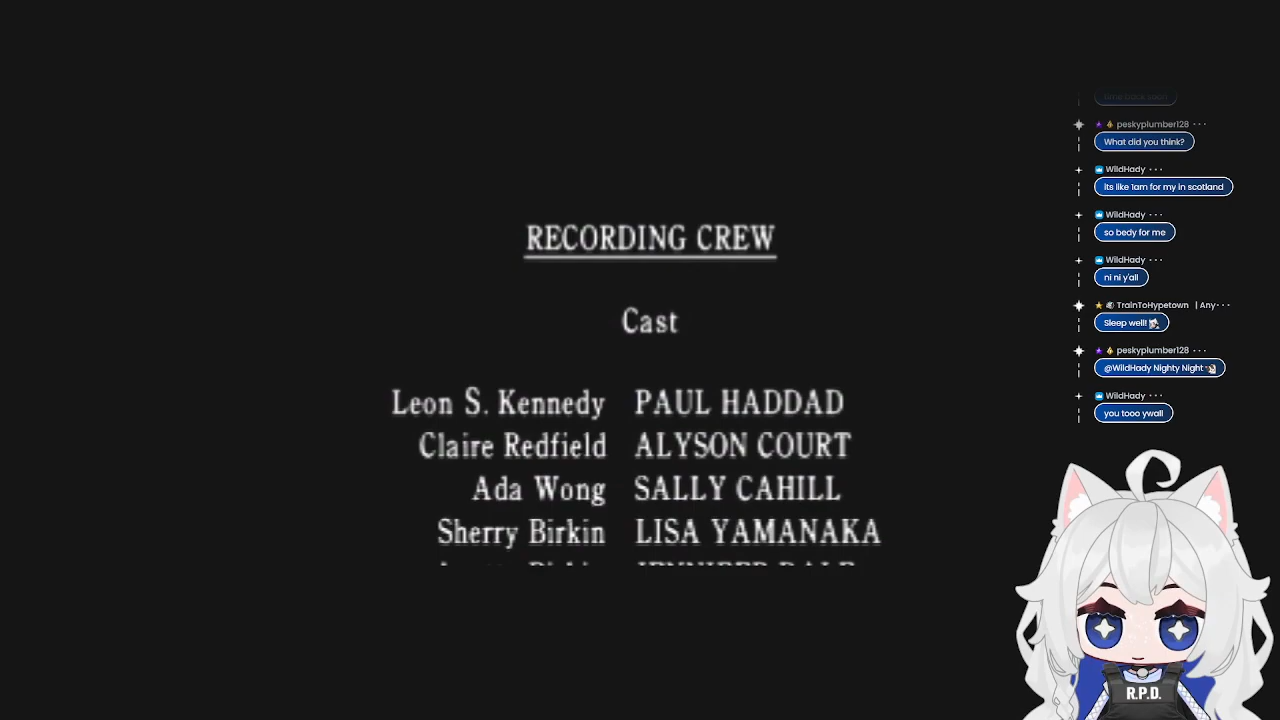 RECORDING CREW
Cast
Leon S. Kennedy PAUL HADDAD
Claire Redfield ALYSON COURT
Ada Wong SALLY CAHILL
Sherry Birkin LISA YAMANAKA
peskyplumber128 ···
What did you think?
WildHady ···
its like 1am for my in scotland
WildHady ···
so bedy for me
WildHady ···
ni ni y'all
TrainToHypetown | Any···
Sleep well!
peskyplumber128 ···
@WildHady Nighty Night
WildHady ···
you tooo ywall
R.P.D.